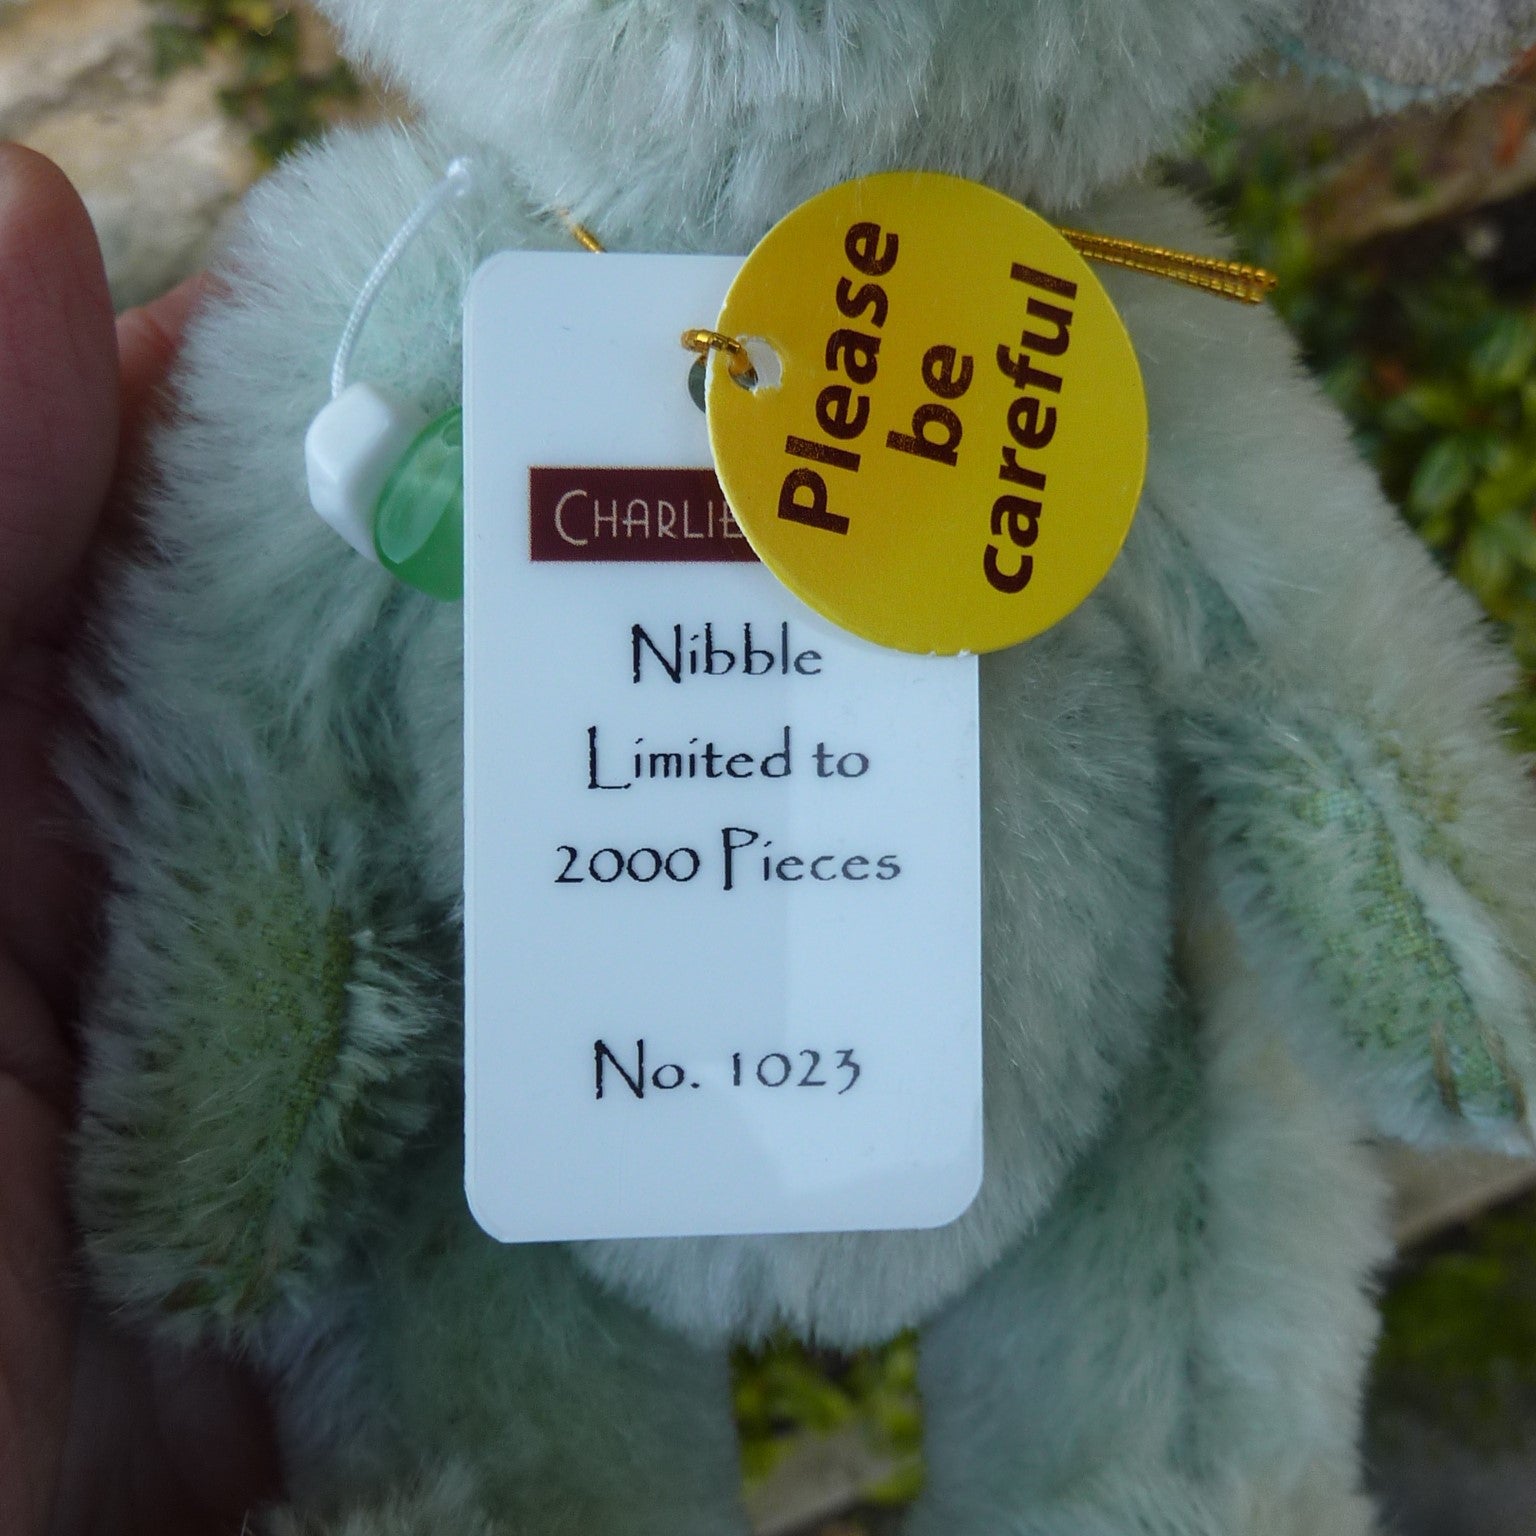 Please
be
careful
CHARLIE
Nibble
Limited to
2000 Pieces
No. 1023